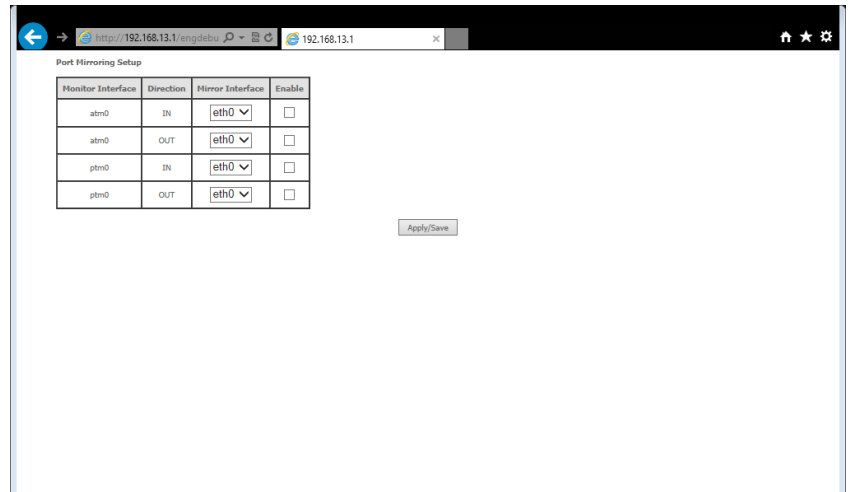 http://192.168.13.1/engdebu
192.168.13.1
Port Mirroring Setup
Monitor Interface Direction Mirror Interface Enable
atm0 IN eth0
atm0 OUT eth0
ptm0 IN eth0
ptm0 OUT eth0
Apply/Save